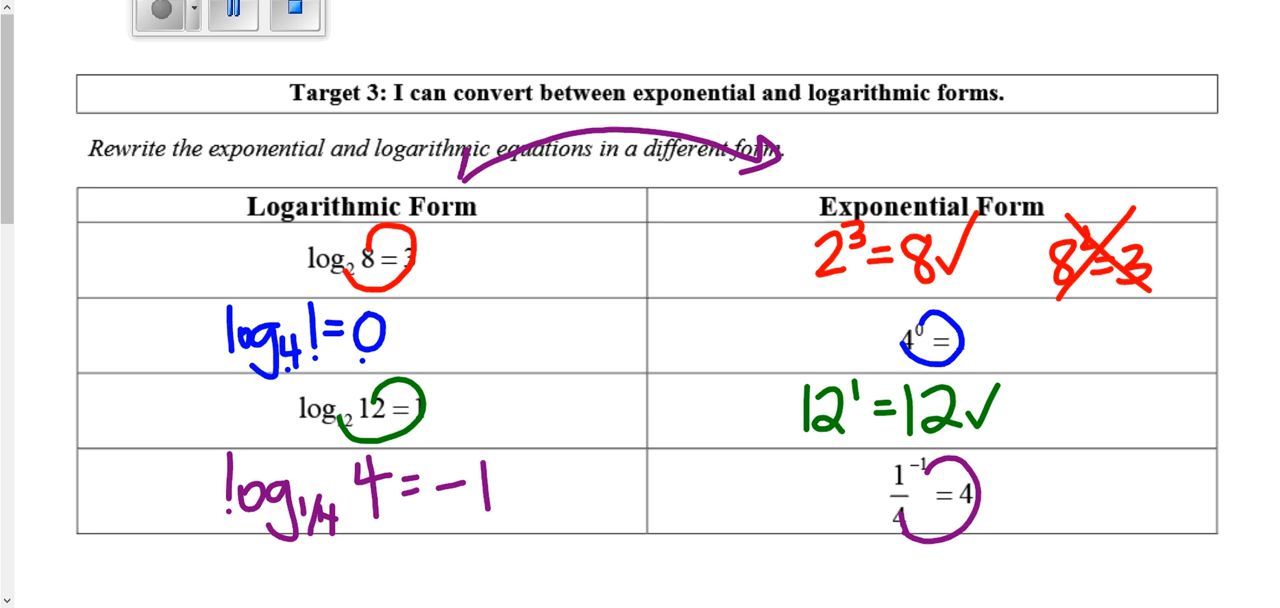 Target 3: I can convert between exponential and logarithmic forms.
Rewrite the exponential and logarithmic equations in a different form.
Logarithmic Form Exponential Form
log₂ 8 = 3 2³ = 8 ✓ 8² = 3
log₄ 1 = 0 4⁰ =
log₁₂ 12 = 1 12¹ = 12 ✓
log₁/₄ 4 = -1 1/4⁻¹ = 4